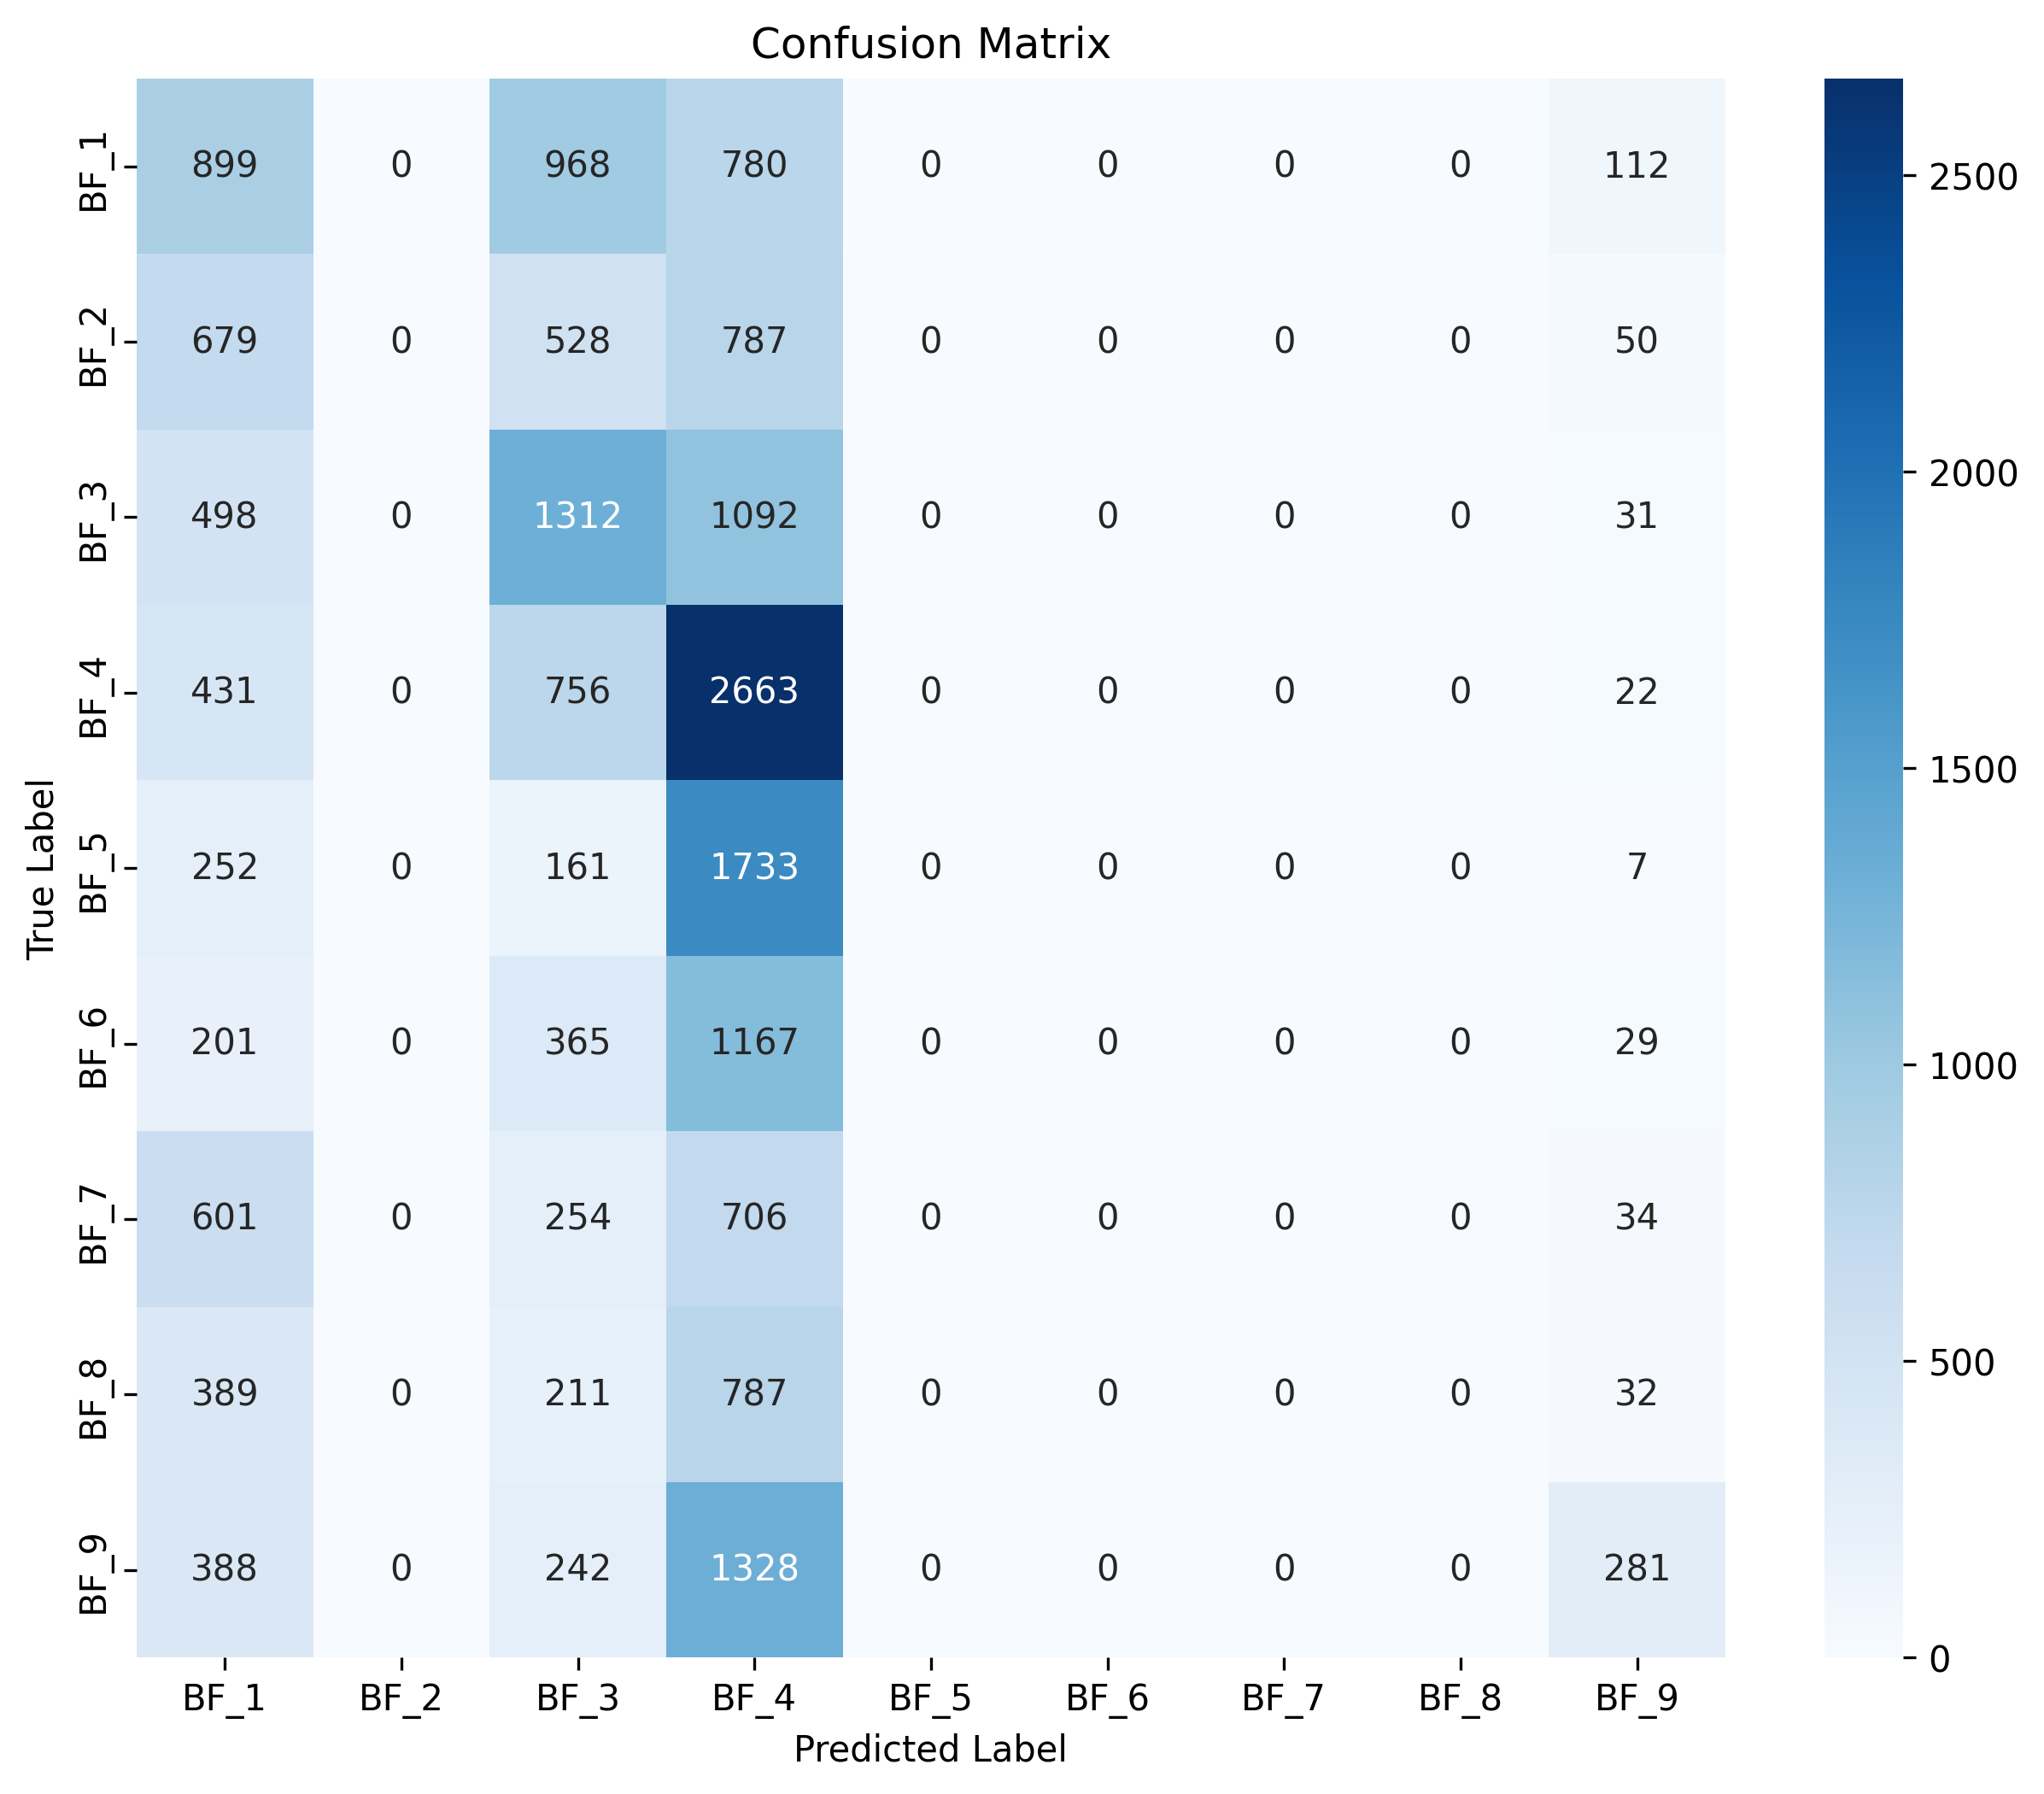 Confusion Matrix
BF_1 899 0 968 780 0 0 0 0 112
BF_2 679 0 528 787 0 0 0 0 50
BF_3 498 0 1312 1092 0 0 0 0 31
BF_4 431 0 756 2663 0 0 0 0 22
BF_5 252 0 161 1733 0 0 0 0 7
BF_6 201 0 365 1167 0 0 0 0 29
BF_7 601 0 254 706 0 0 0 0 34
BF_8 389 0 211 787 0 0 0 0 32
BF_9 388 0 242 1328 0 0 0 0 281
True Label
BF_1 BF_2 BF_3 BF_4 BF_5 BF_6 BF_7 BF_8 BF_9
Predicted Label
2500
2000
1500
1000
500
0